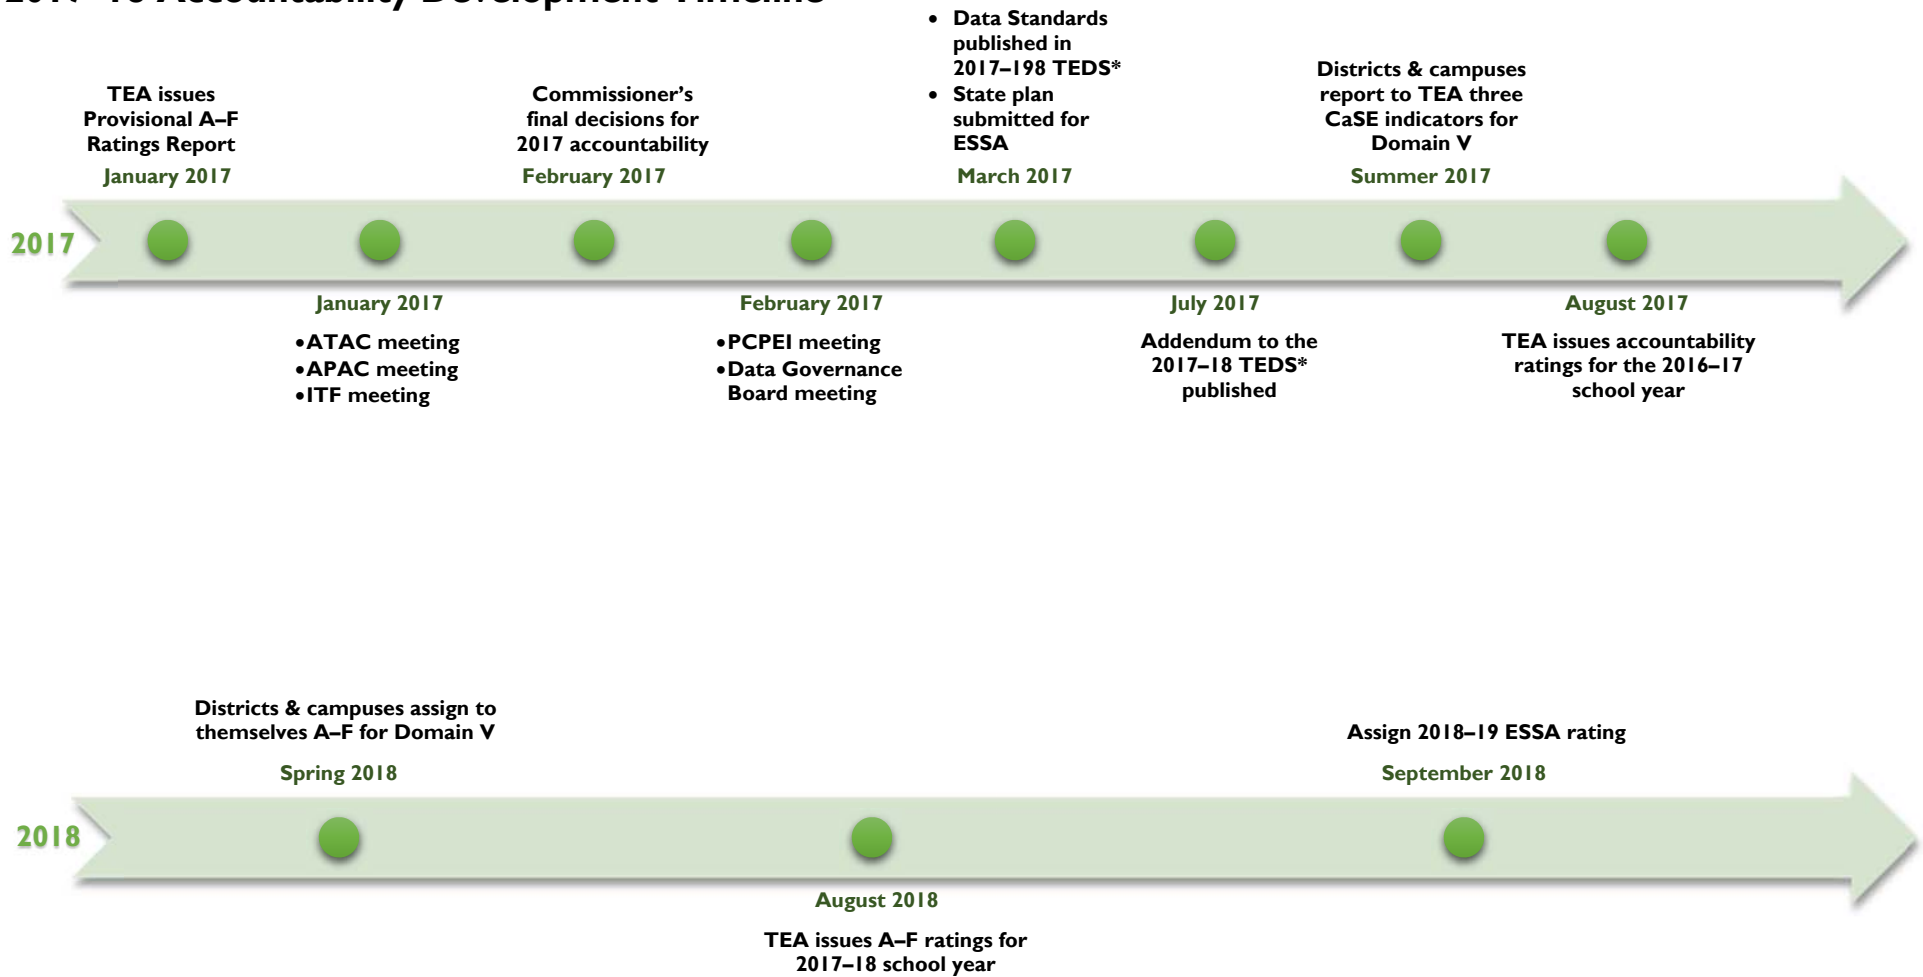 Accountability Development Timeline
• Data Standards
published in
2017–198 TEDS*
• State plan
submitted for
ESSA
TEA issues
Provisional A–F
Ratings Report
January 2017
Commissioner's
final decisions for
2017 accountability
February 2017
March 2017
Districts & campuses
report to TEA three
CaSE indicators for
Domain V
Summer 2017
2017
January 2017
•ATAC meeting
•APAC meeting
•ITF meeting
February 2017
•PCPEI meeting
•Data Governance
Board meeting
July 2017
Addendum to the
2017–18 TEDS*
published
August 2017
TEA issues accountability
ratings for the 2016–17
school year
Districts & campuses assign to
themselves A–F for Domain V
Spring 2018
Assign 2018–19 ESSA rating
September 2018
2018
August 2018
TEA issues A–F ratings for
2017–18 school year